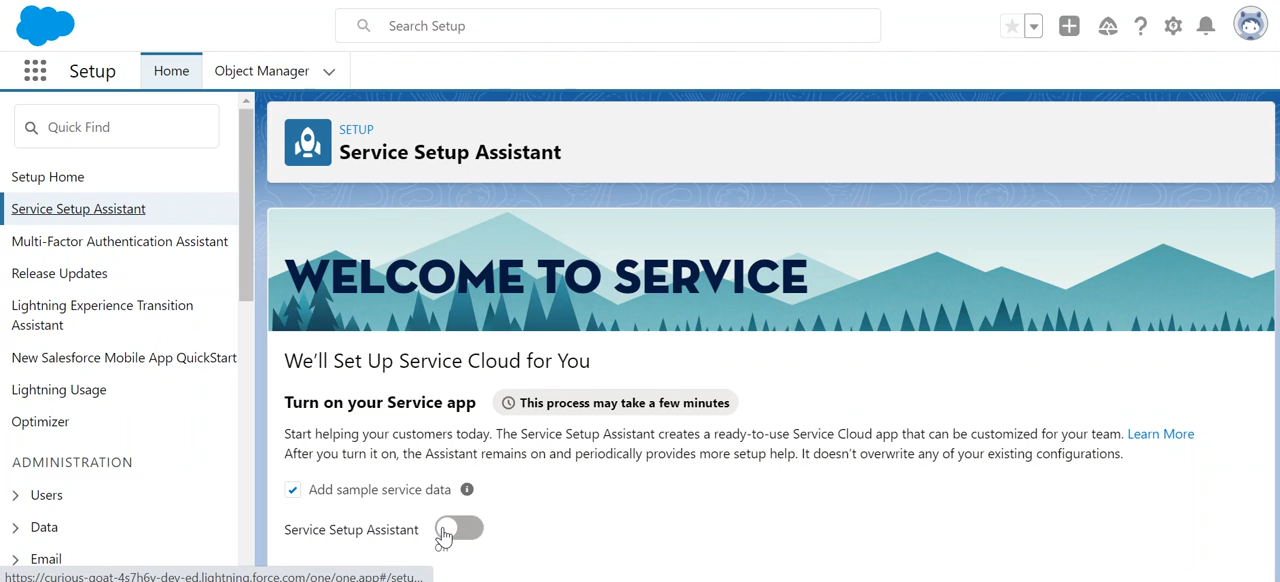 Search Setup
Setup
Home
Object Manager
Quick Find
Setup Home
Service Setup Assistant
Multi-Factor Authentication Assistant
Release Updates
Lightning Experience Transition
Assistant
New Salesforce Mobile App QuickStart
Lightning Usage
Optimizer
ADMINISTRATION
Users
Data
Email
SETUP
Service Setup Assistant
WELCOME TO SERVICE
We'll Set Up Service Cloud for You
Turn on your Service app
This process may take a few minutes
Start helping your customers today. The Service Setup Assistant creates a ready-to-use Service Cloud app that can be customized for your team. Learn More
After you turn it on, the Assistant remains on and periodically provides more setup help. It doesn't overwrite any of your existing configurations.
Add sample service data
Service Setup Assistant
Off
https://curious-goat-4s7h6y-dev-ed.lightning.force.com/one/one.app#/setu...